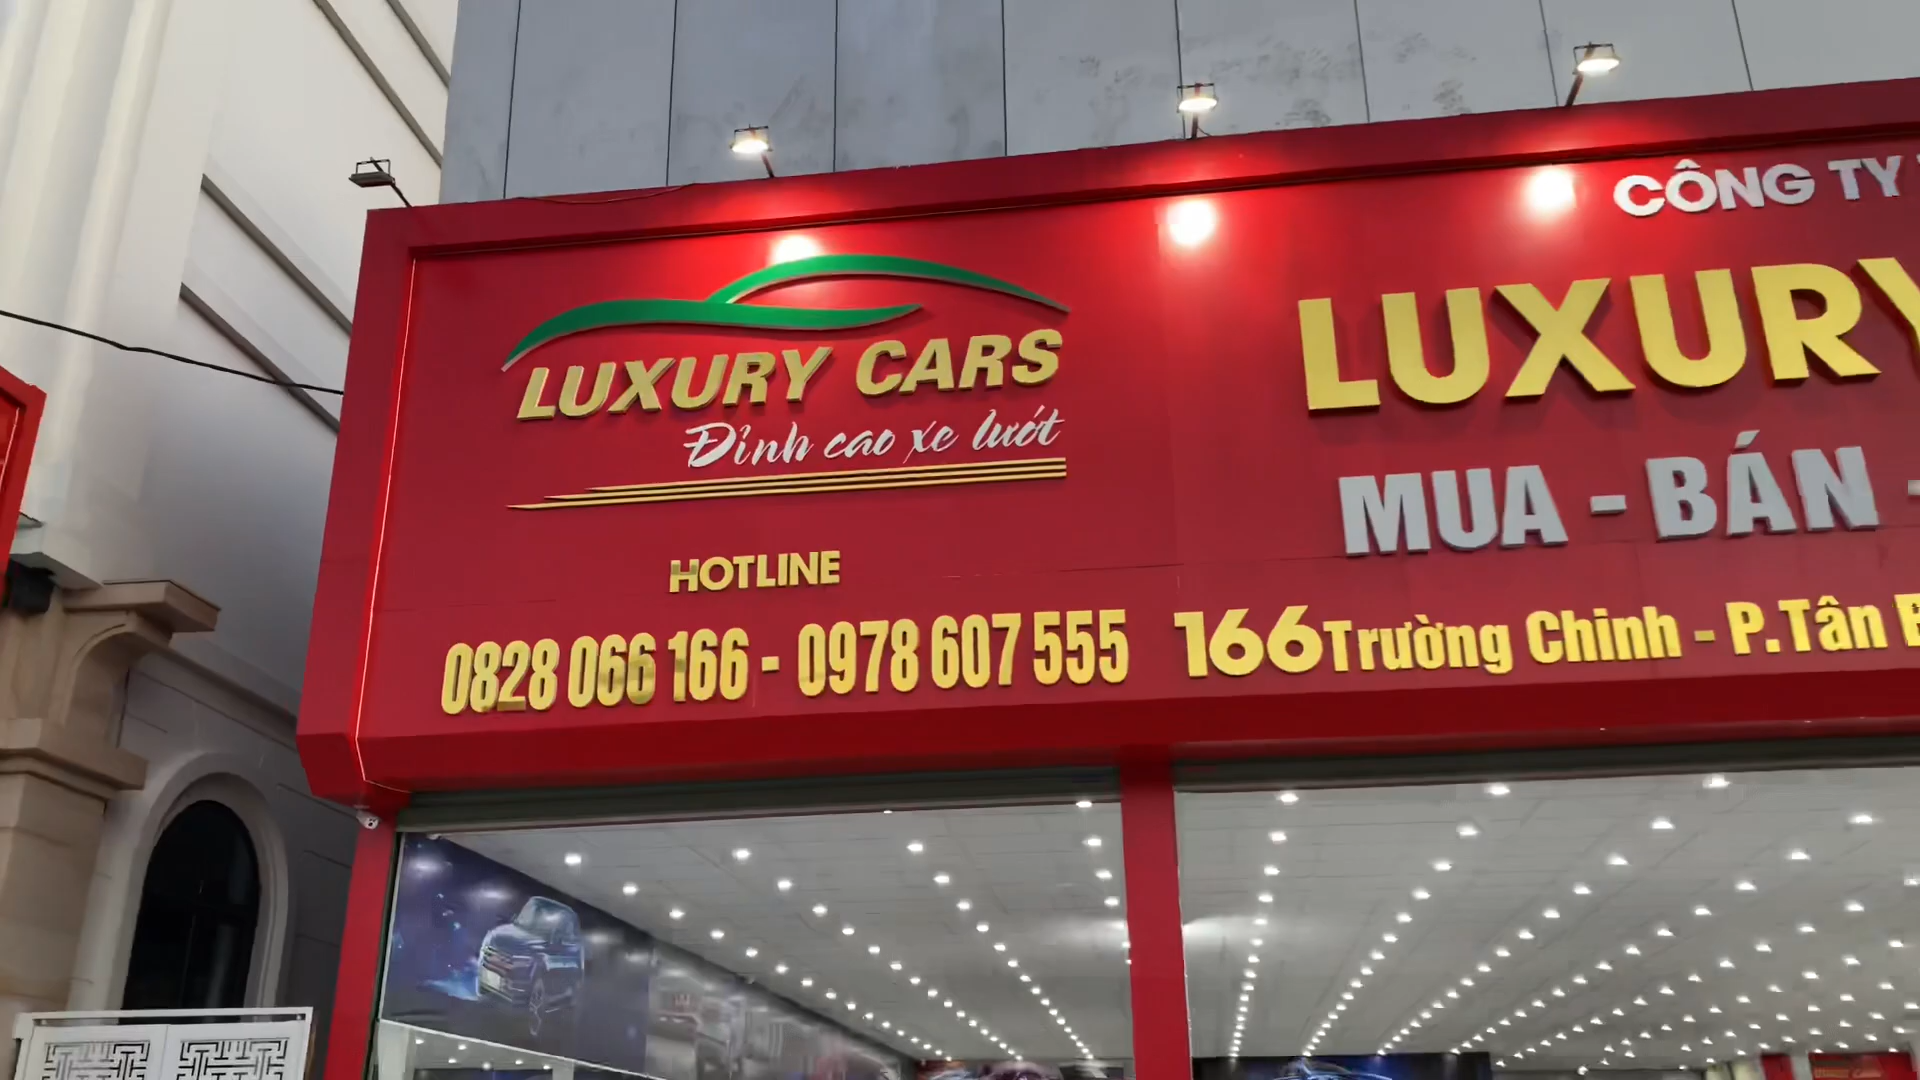 LUXURY CARS
Đỉnh cao xe lướt
HOTLINE
0828 066 166 - 0978 607 555
CÔNG TY
LUXURY
MUA - BÁN -
166 Trường Chinh - P.Tân